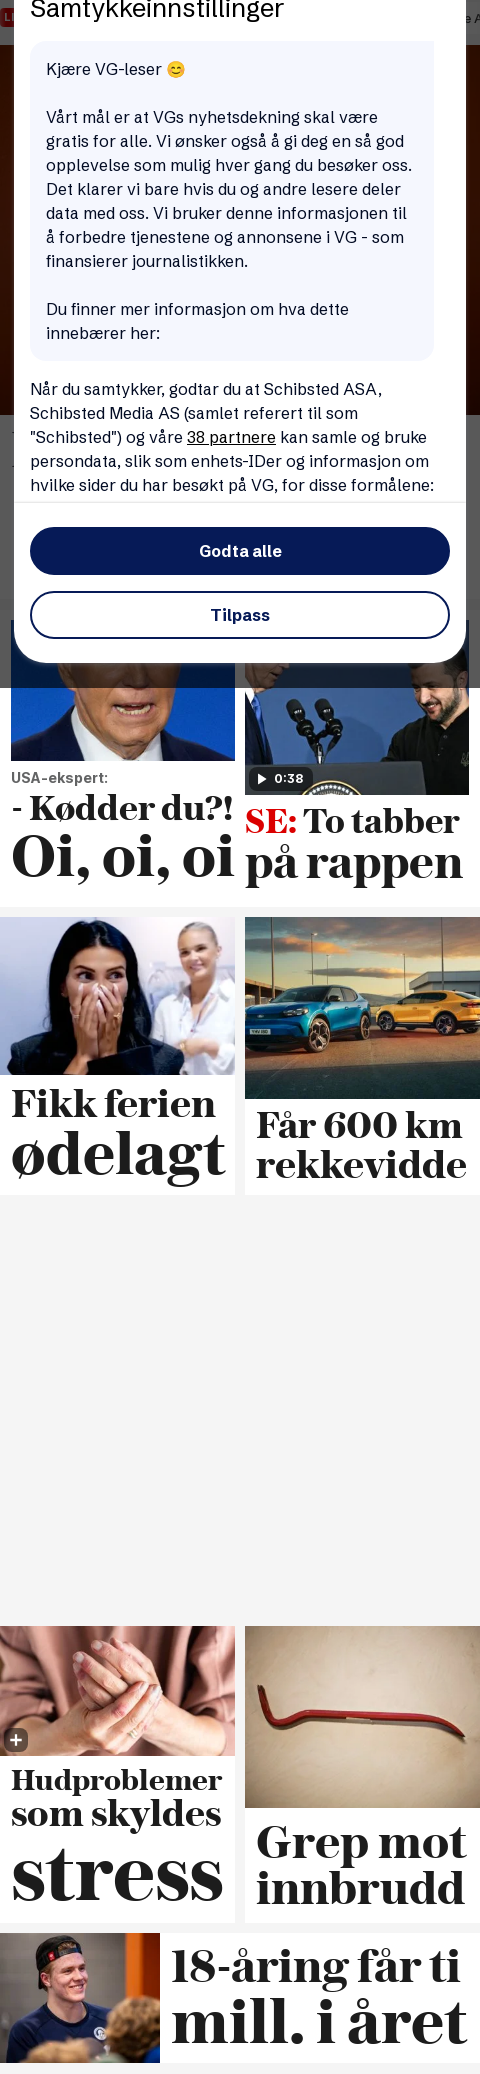 Samtykkeinnstillinger
Kjære VG-leser 😊
Vårt mål er at VGs nyhetsdekning skal være
gratis for alle. Vi ønsker også å gi deg en så god
opplevelse som mulig hver gang du besøker oss.
Det klarer vi bare hvis du og andre lesere deler
data med oss. Vi bruker denne informasjonen til
å forbedre tjenestene og annonsene i VG - som
finansierer journalistikken.
Du finner mer informasjon om hva dette
innebærer her:
Når du samtykker, godtar du at Schibsted ASA,
Schibsted Media AS (samlet referert til som
"Schibsted") og våre 38 partnere kan samle og bruke
persondata, slik som enhets-IDer og informasjon om
hvilke sider du har besøkt på VG, for disse formålene:
Godta alle
Tilpass
USA-ekspert:
- Kødder du?!
Oi, oi, oi
0:38
SE: To tabber
på rappen
Fikk ferien
ødelagt
Får 600 km
rekkevidde
Hudproblemer
som skyldes
stress
Grep mot
innbrudd
18-åring får ti
mill. i året